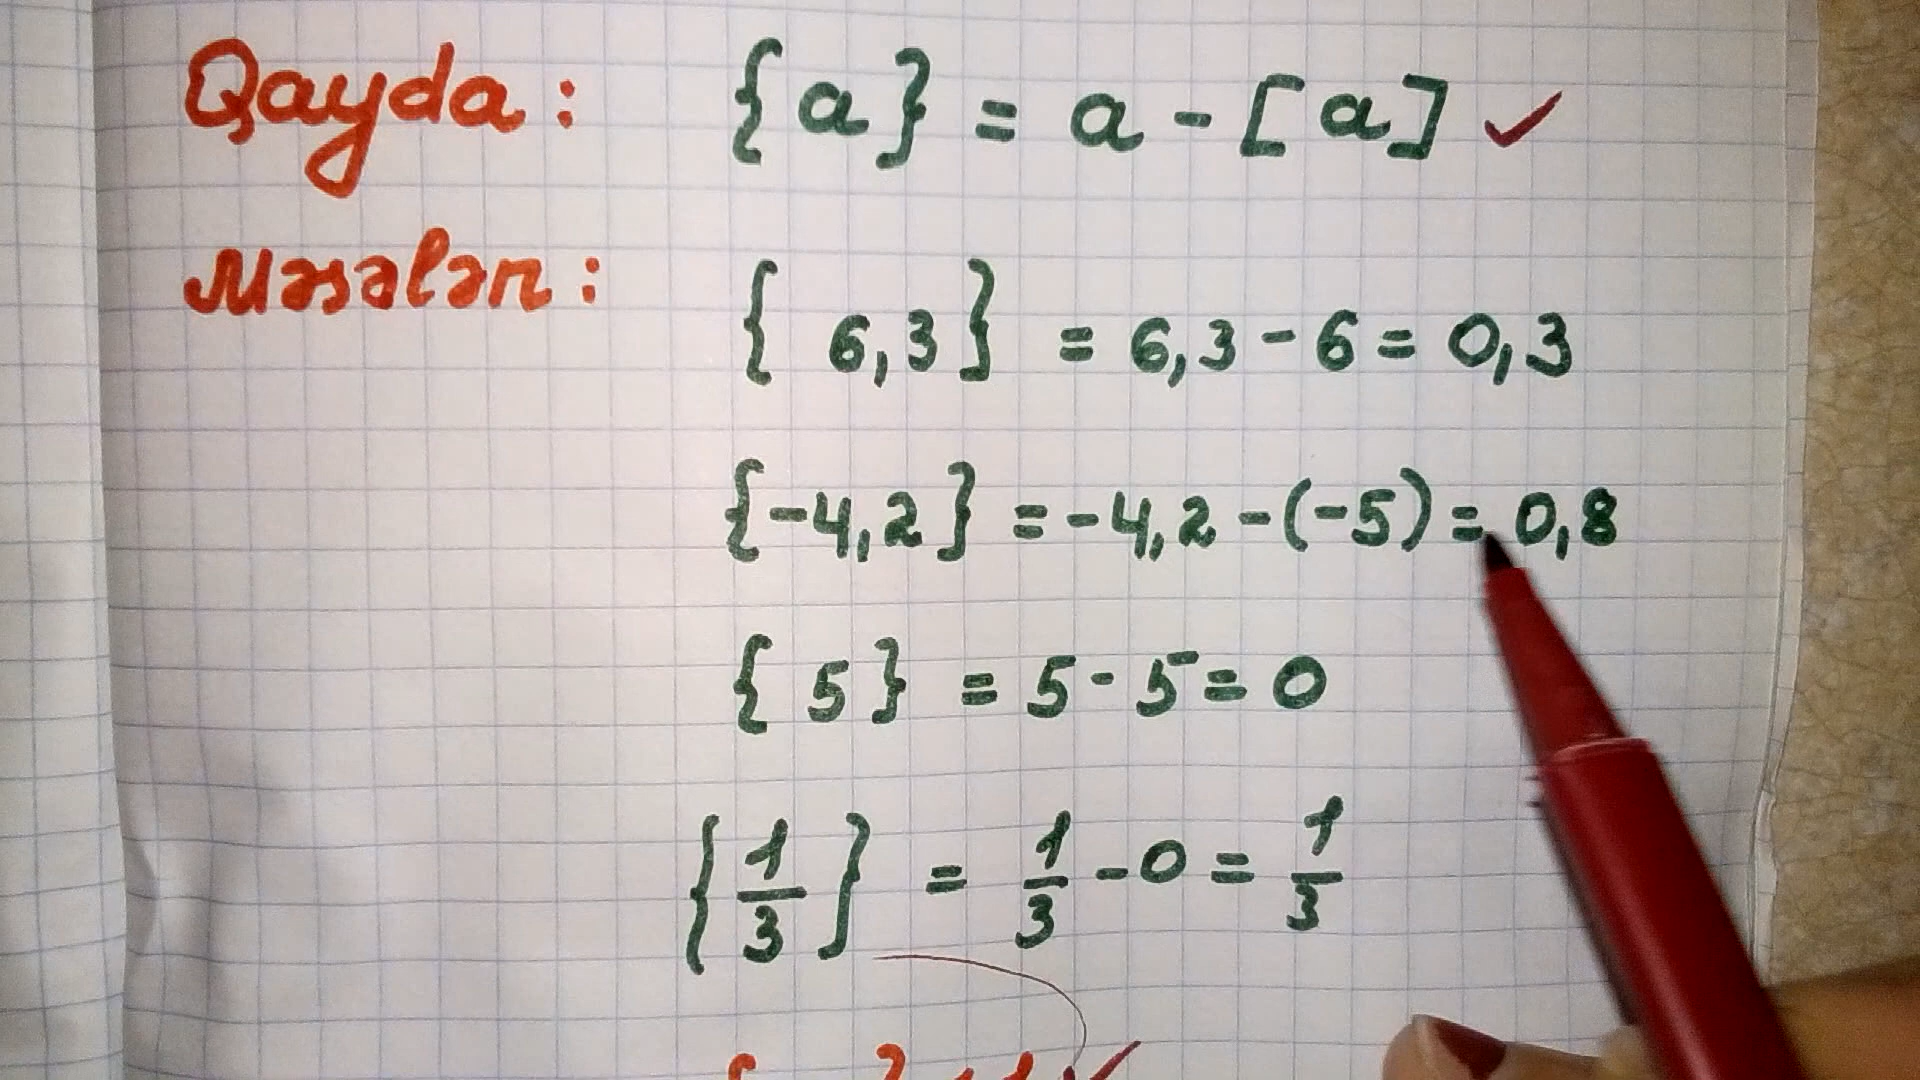 Qayda: {a} = a - [a] ✓
Məsələn:
{6,3} = 6,3 - 6 = 0,3
{-4,2} = -4,2 - (-5) = 0,8
{5} = 5 - 5 = 0
{1/3} = 1/3 - 0 = 1/3